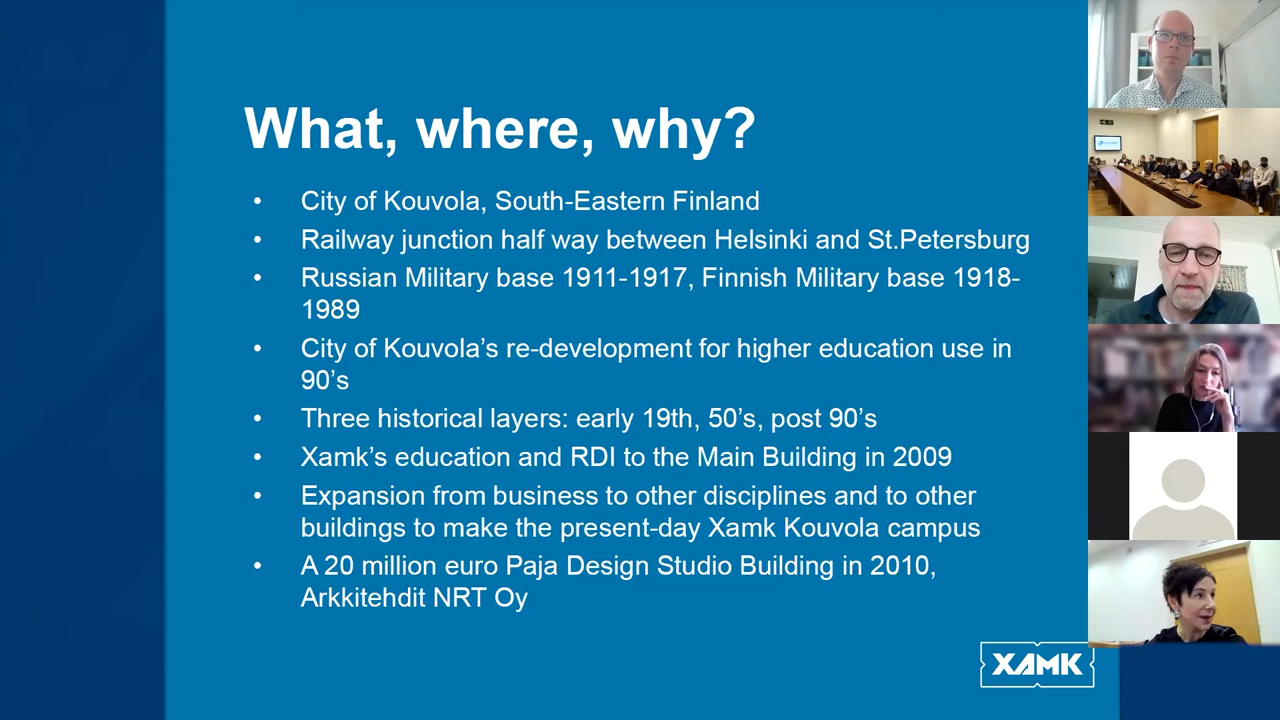 What, where, why?
• City of Kouvola, South-Eastern Finland
• Railway junction half way between Helsinki and St.Petersburg
• Russian Military base 1911-1917, Finnish Military base 1918-
1989
• City of Kouvola’s re-development for higher education use in
90’s
• Three historical layers: early 19th, 50’s, post 90’s
• Xamk’s education and RDI to the Main Building in 2009
• Expansion from business to other disciplines and to other
buildings to make the present-day Xamk Kouvola campus
• A 20 million euro Paja Design Studio Building in 2010,
Arkkitehdit NRT Oy
XAMK